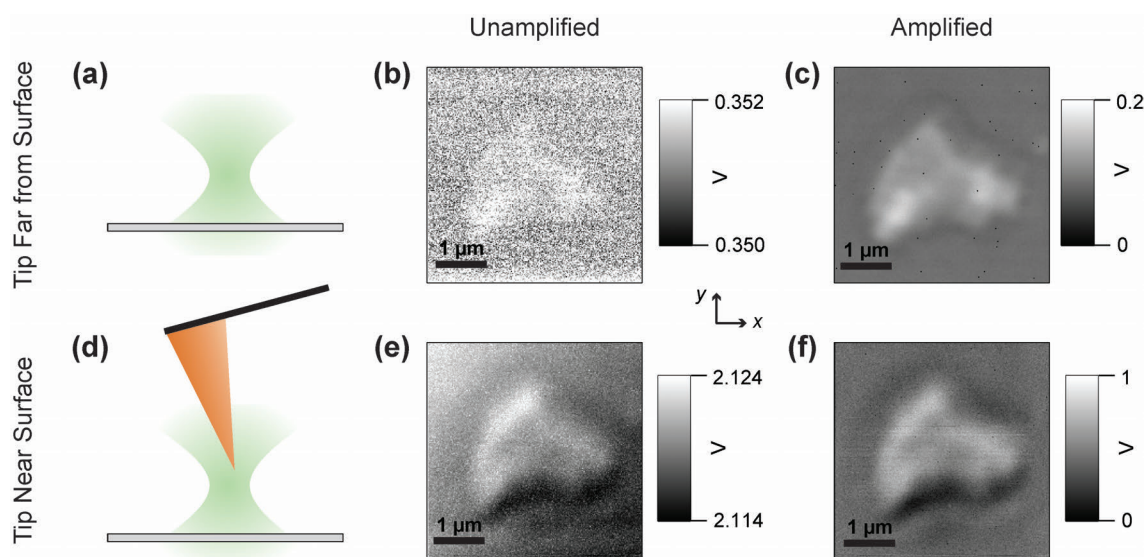 Unamplified
Amplified
Tip Far from Surface
(a)
(b)
0.352
V
0.350
1 µm
(c)
0.2
V
0
1 µm
y
x
Tip Near Surface
(d)
(e)
2.124
V
2.114
1 µm
(f)
1
V
0
1 µm